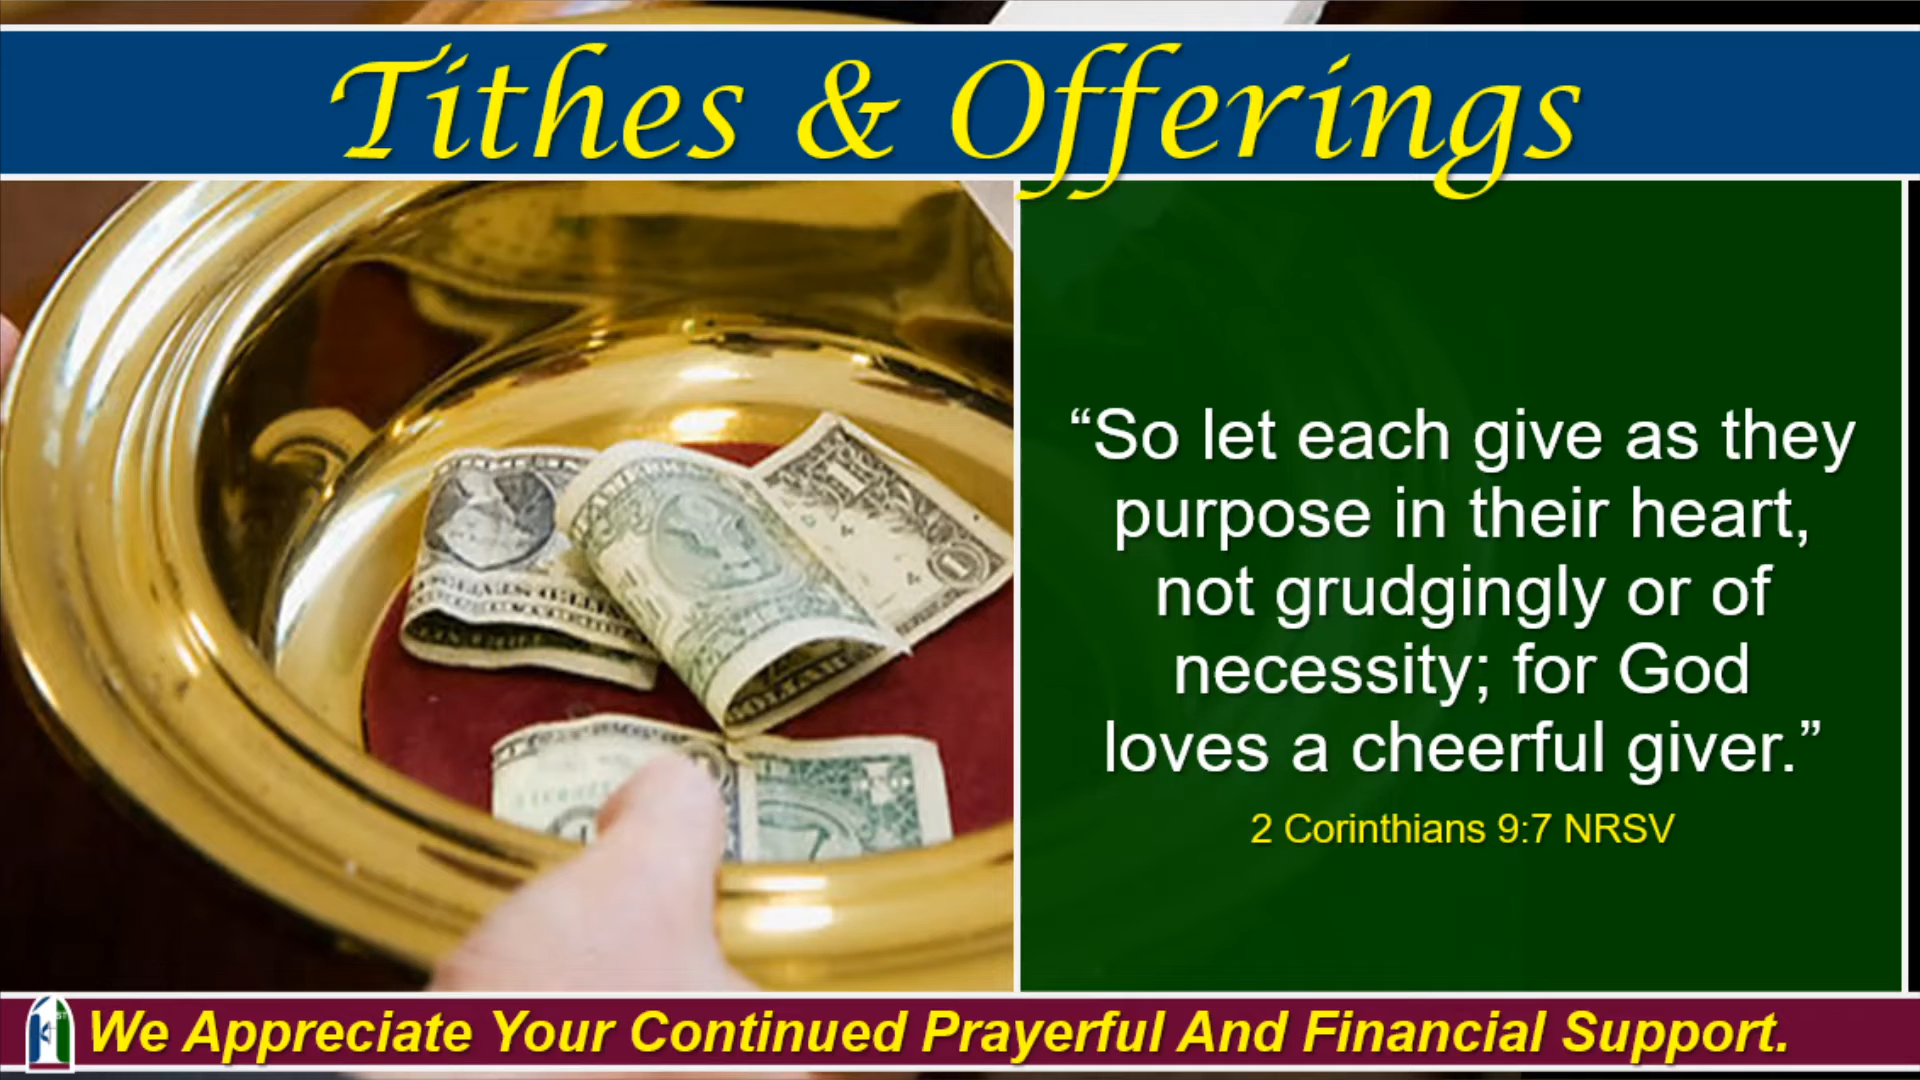 Tithes & Offerings
“So let each give as they
purpose in their heart,
not grudgingly or of
necessity; for God
loves a cheerful giver.”
2 Corinthians 9:7 NRSV
We Appreciate Your Continued Prayerful And Financial Support.